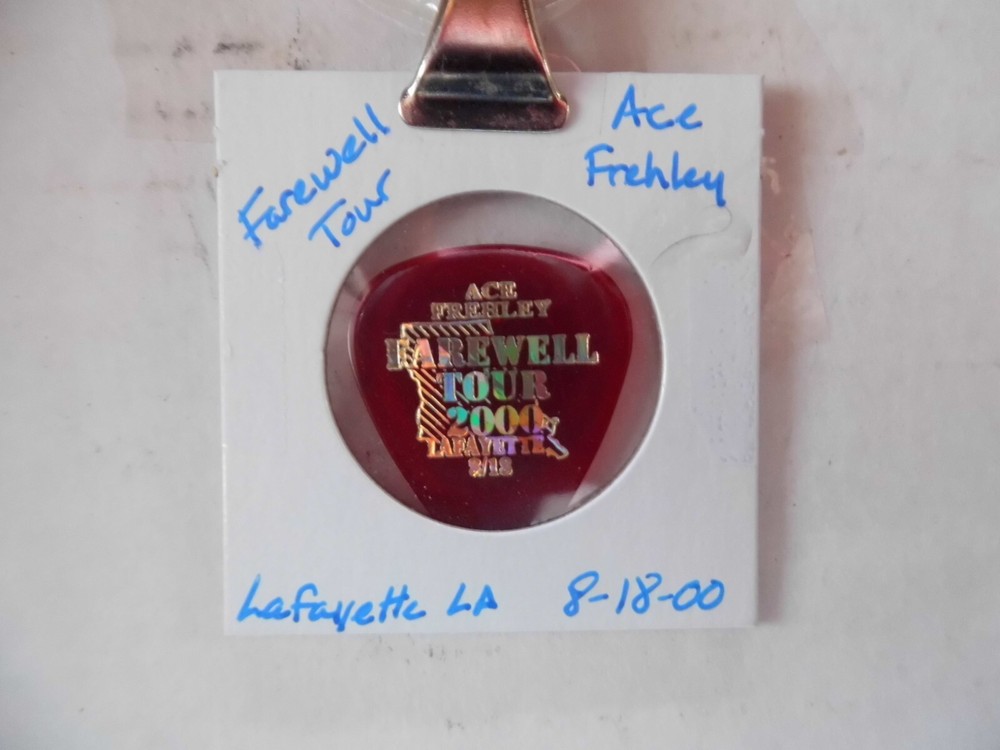 Farewell
Tour
Ace
Frehley
ACE
FREHLEY
FAREWELL
TOUR
2000
LAFAYETTE,
8/18
Lafayette LA 8-18-00